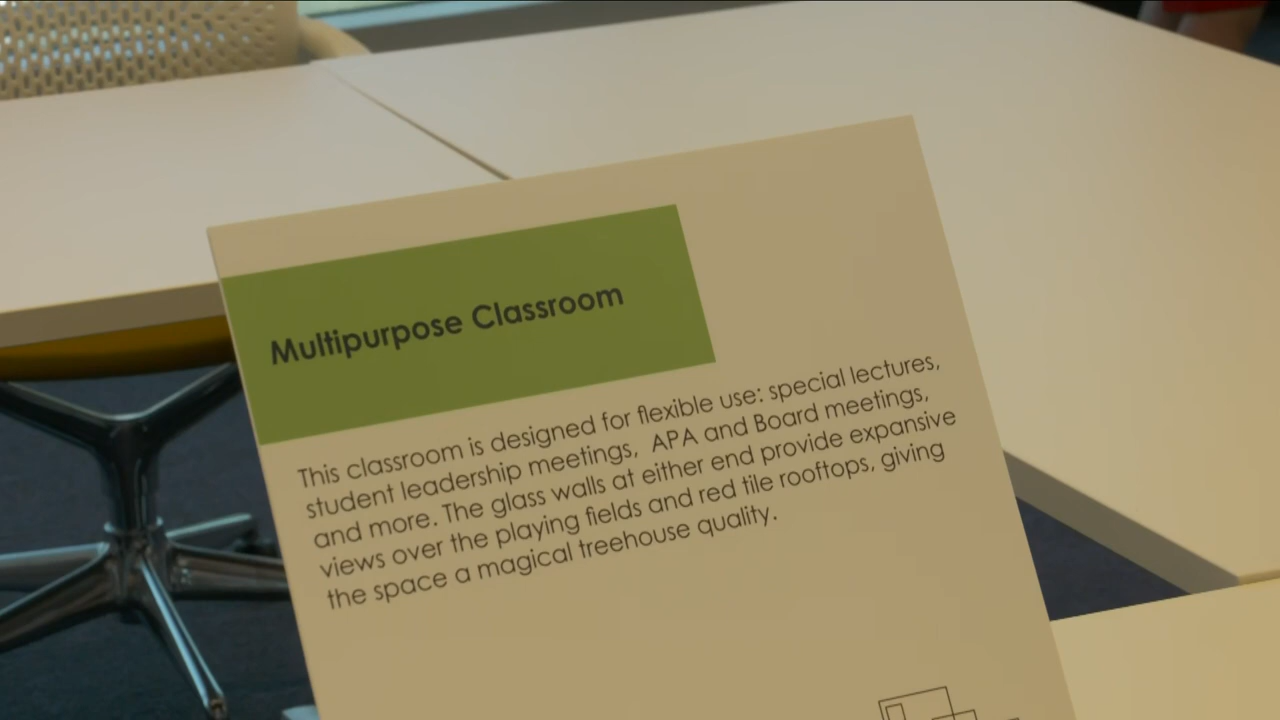 Multipurpose Classroom
This classroom is designed for flexible use: special lectures,
student leadership meetings, APA and Board meetings,
and more. The glass walls at either end provide expansive
views over the playing fields and red tile rooftops, giving
the space a magical treehouse quality.